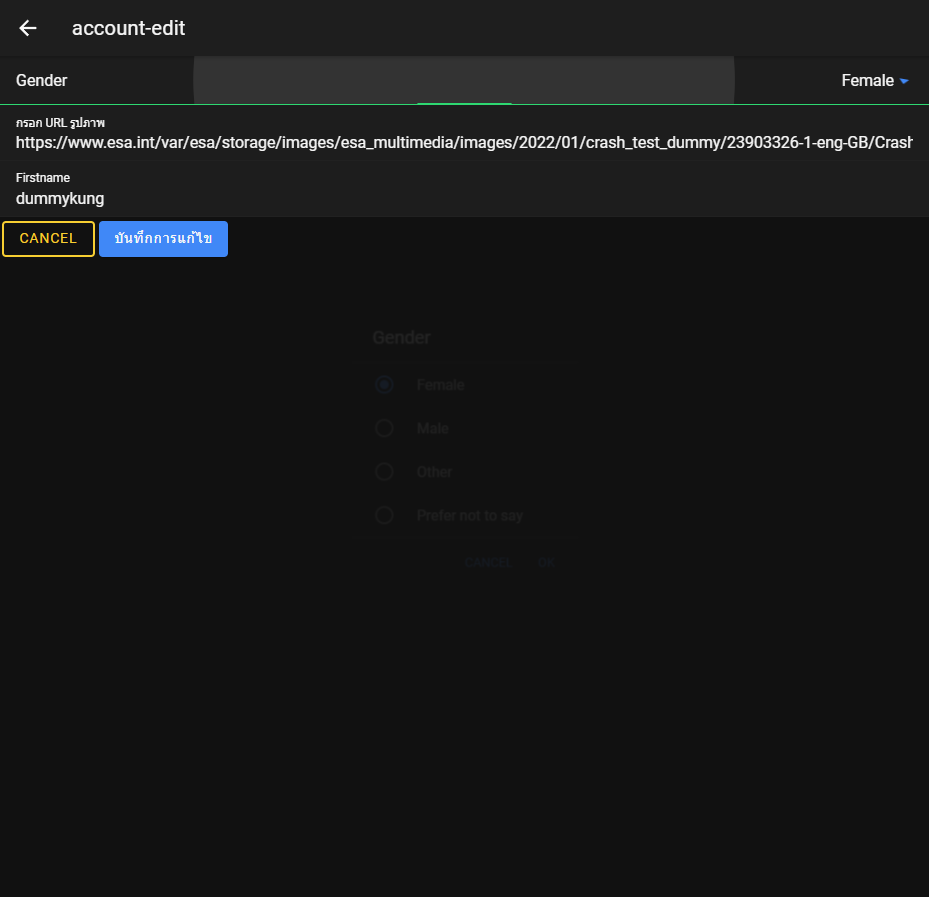 account-edit
Gender
Female
กรอก URL รูปภาพ
https://www.esa.int/var/esa/storage/images/esa_multimedia/images/2022/01/crash_test_dummy/23903326-1-eng-GB/Crash
Firstname
dummykung
CANCEL
บันทึกการแก้ไข
Gender
Female
Male
Other
Prefer not to say
CANCEL
OK